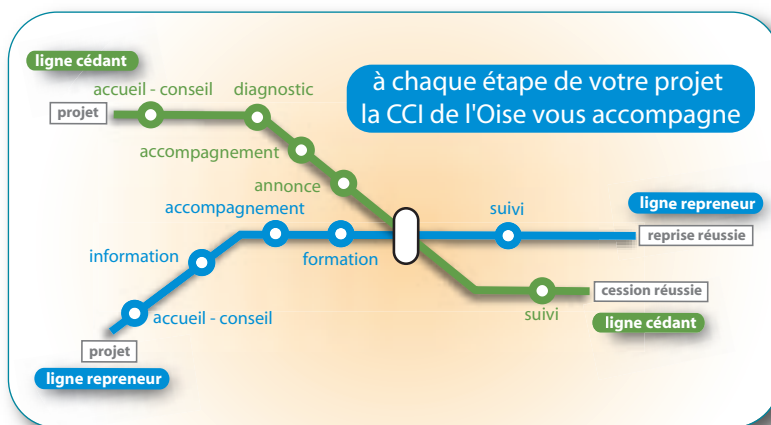 ligne cédant
à chaque étape de votre projet
la CCI de l'Oise vous accompagne
accueil - conseil
diagnostic
projet
accompagnement
annonce
accompagnement
suivi
ligne repreneur
reprise réussie
information
formation
cession réussie
accueil - conseil
suivi
ligne cédant
projet
ligne repreneur